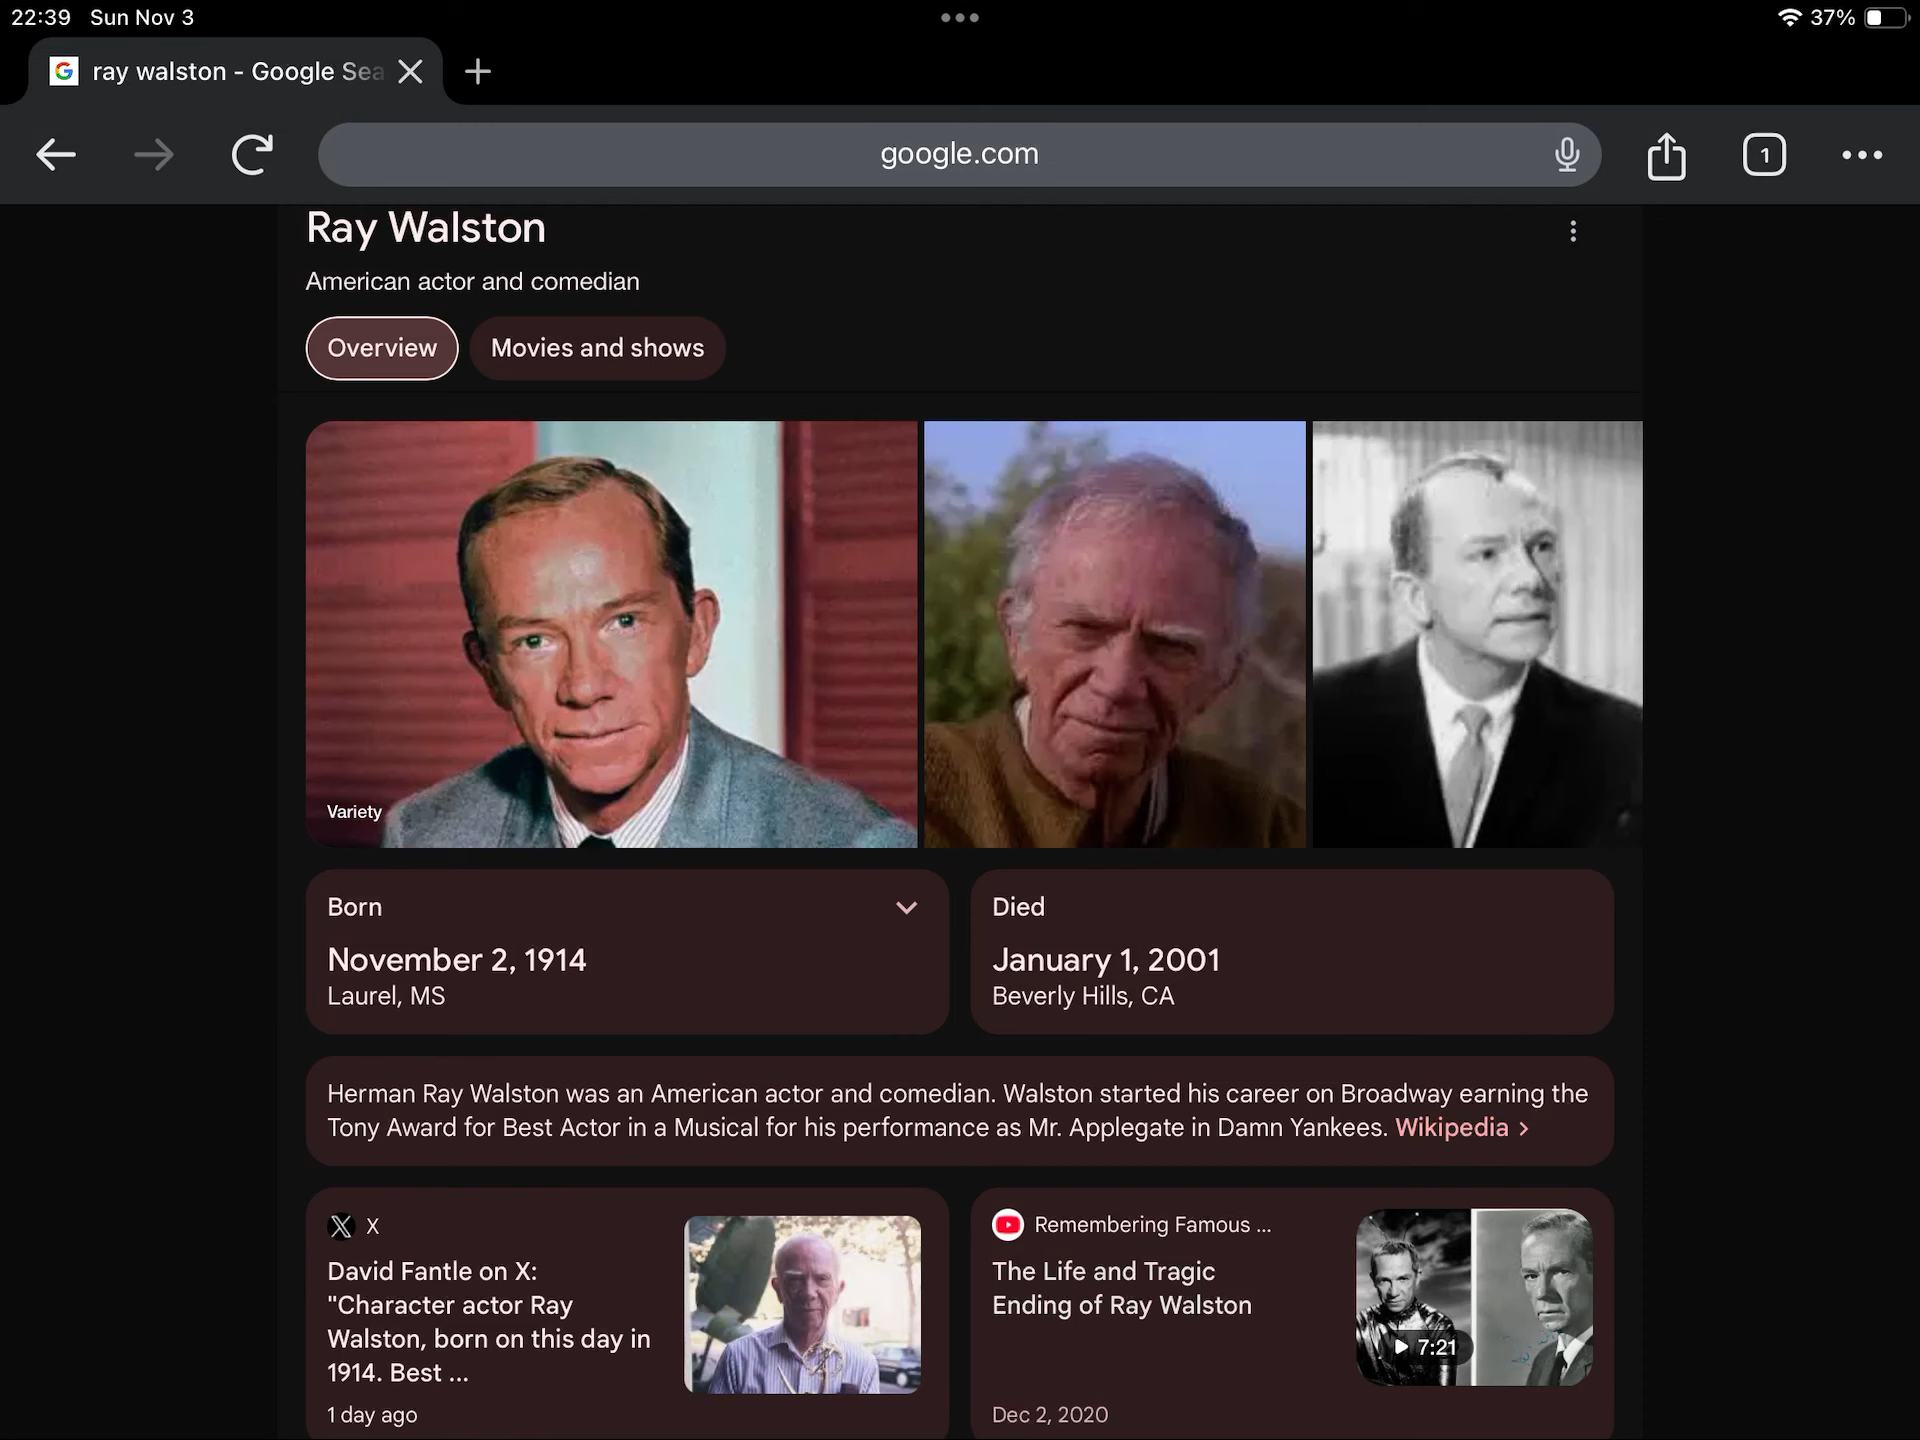 22:39 Sun Nov 3
37%
ray walston - Google Sea
google.com
1
Ray Walston
American actor and comedian
Overview
Movies and shows
Variety
Born
November 2, 1914
Laurel, MS
Died
January 1, 2001
Beverly Hills, CA
Herman Ray Walston was an American actor and comedian. Walston started his career on Broadway earning the
Tony Award for Best Actor in a Musical for his performance as Mr. Applegate in Damn Yankees. Wikipedia
X
David Fantle on X:
"Character actor Ray
Walston, born on this day in
1914. Best ...
1 day ago
Remembering Famous ...
The Life and Tragic
Ending of Ray Walston
7:21
Dec 2, 2020